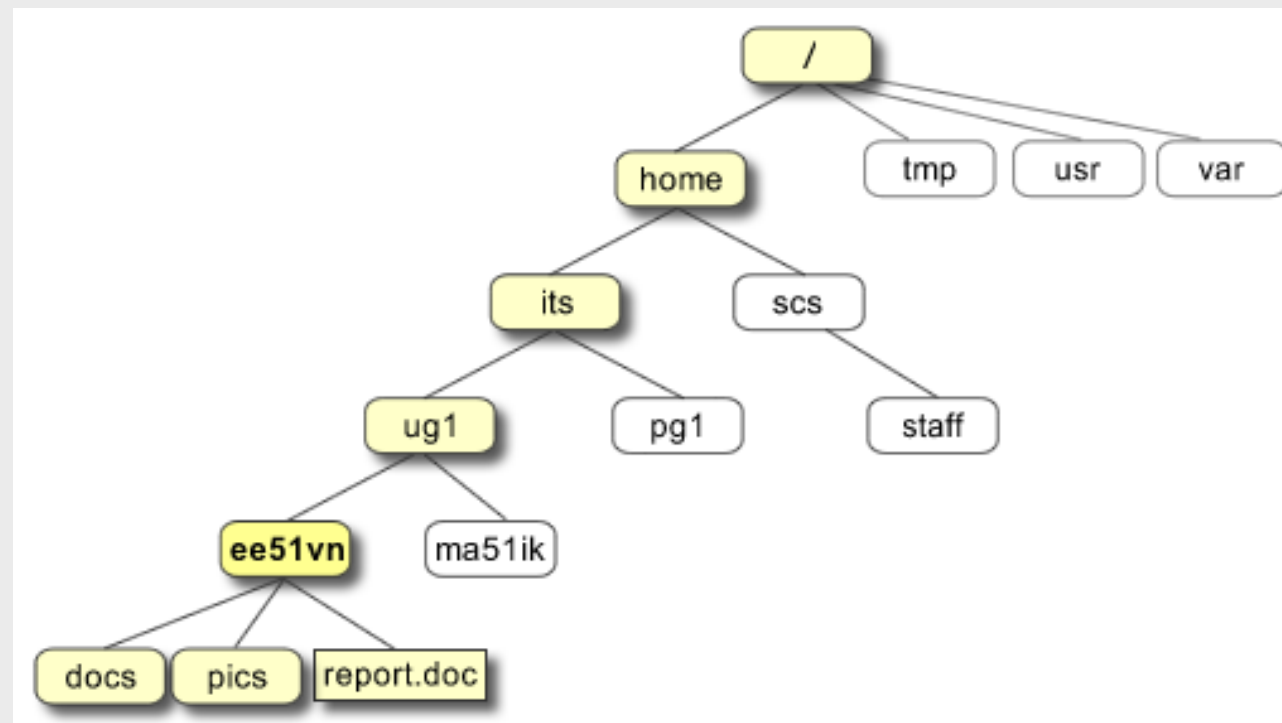 /
home
tmp
usr
var
its
scs
ug1
pg1
staff
ee51vn
ma51ik
docs
pics
report.doc